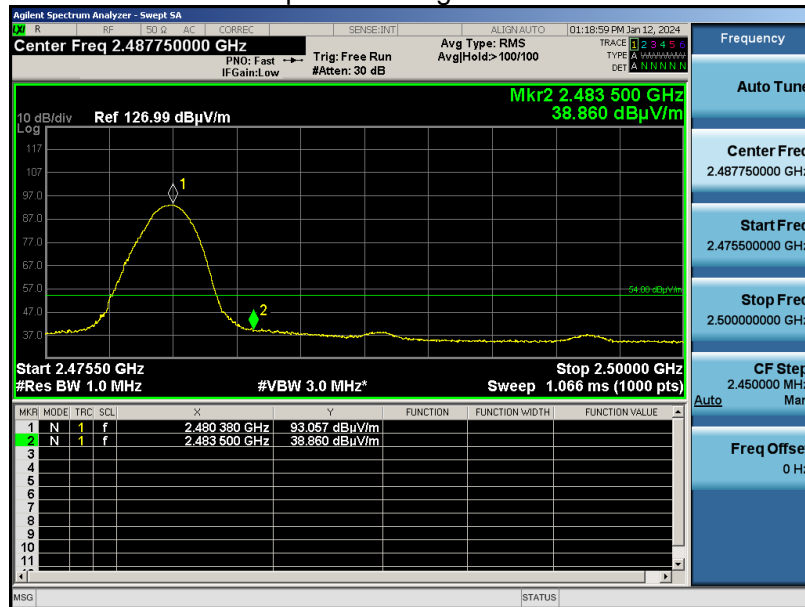 Agilent Spectrum Analyzer - Swept SA
R RF 50 Ω AC CORREC SENSE:INT ALIGN AUTO 01:18:59 PM Jan 12, 2024
Center Freq 2.487750000 GHz
PNO: Fast
IFGain:Low
Trig: Free Run
#Atten: 30 dB
Avg Type: RMS
Avg|Hold:>100/100
TRACE 1 2 3 4 5 6
TYPE A
DET A N N N N N
Mkr2 2.483 500 GHz
38.860 dBµV/m
10 dB/div Ref 126.99 dBµV/m
Log
117
107
97.0
87.0
77.0
67.0
57.0
47.0
37.0
1
2
54.00 dBµV/m
Start 2.47550 GHz Stop 2.50000 GHz
#Res BW 1.0 MHz #VBW 3.0 MHz* Sweep 1.066 ms (1000 pts)
MKR MODE TRC SCL X Y FUNCTION FUNCTION WIDTH FUNCTION VALUE
1 N 1 f 2.480 380 GHz 93.057 dBµV/m
2 N 1 f 2.483 500 GHz 38.860 dBµV/m
3
4
5
6
7
8
9
10
11
MSG STATUS
Frequency
Auto Tune
Center Freq
2.487750000 GHz
Start Freq
2.475500000 GHz
Stop Freq
2.500000000 GHz
CF Step
2.450000 MHz
Auto Man
Freq Offset
0 Hz